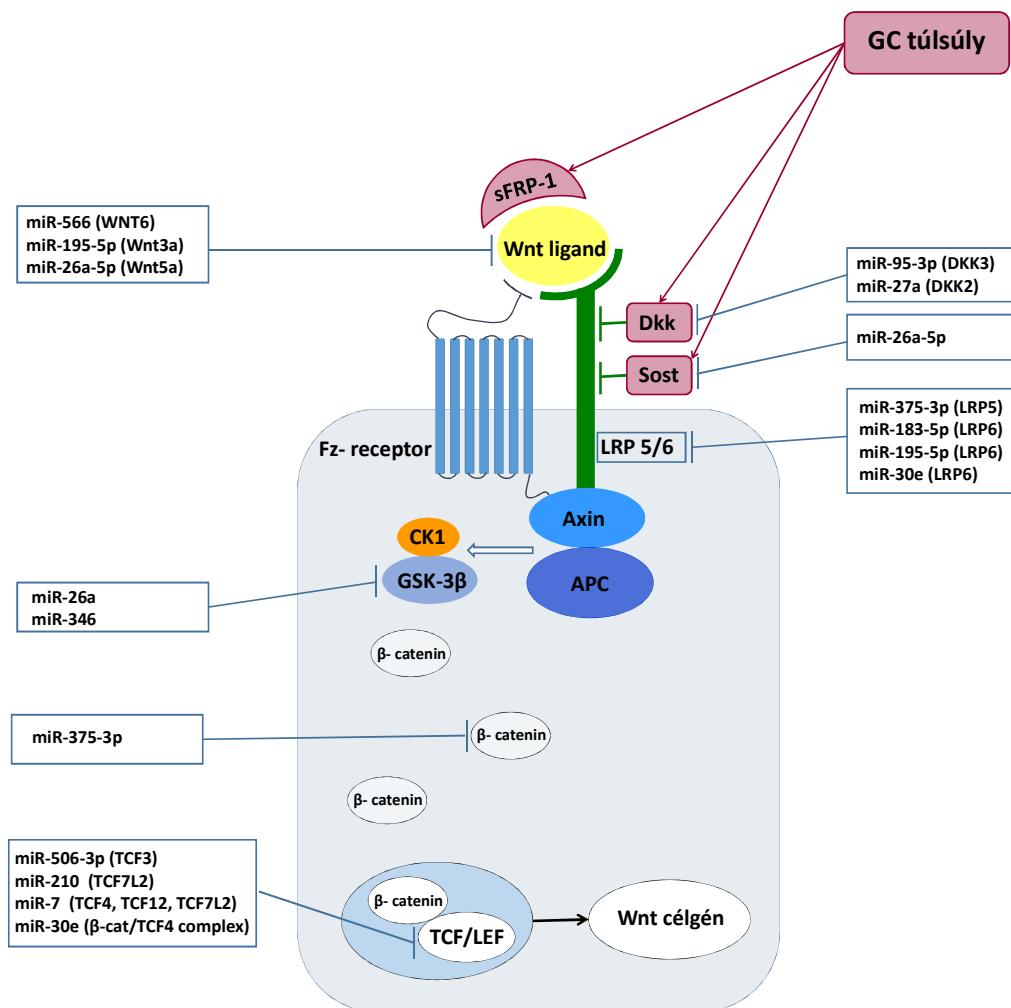 GC túlsúly
sFRP-1
Wnt ligand
miR-566 (WNT6)
miR-195-5p (Wnt3a)
miR-26a-5p (Wnt5a)
miR-95-3p (DKK3)
miR-27a (DKK2)
Dkk
miR-26a-5p
Sost
miR-375-3p (LRP5)
miR-183-5p (LRP6)
miR-195-5p (LRP6)
miR-30e (LRP6)
Fz- receptor
LRP 5/6
Axin
CK1
GSK-3β
APC
miR-26a
miR-346
β- catenin
miR-375-3p
β- catenin
β- catenin
miR-506-3p (TCF3)
miR-210 (TCF7L2)
miR-7 (TCF4, TCF12, TCF7L2)
miR-30e (β-cat/TCF4 complex)
β- catenin
TCF/LEF
Wnt célgén